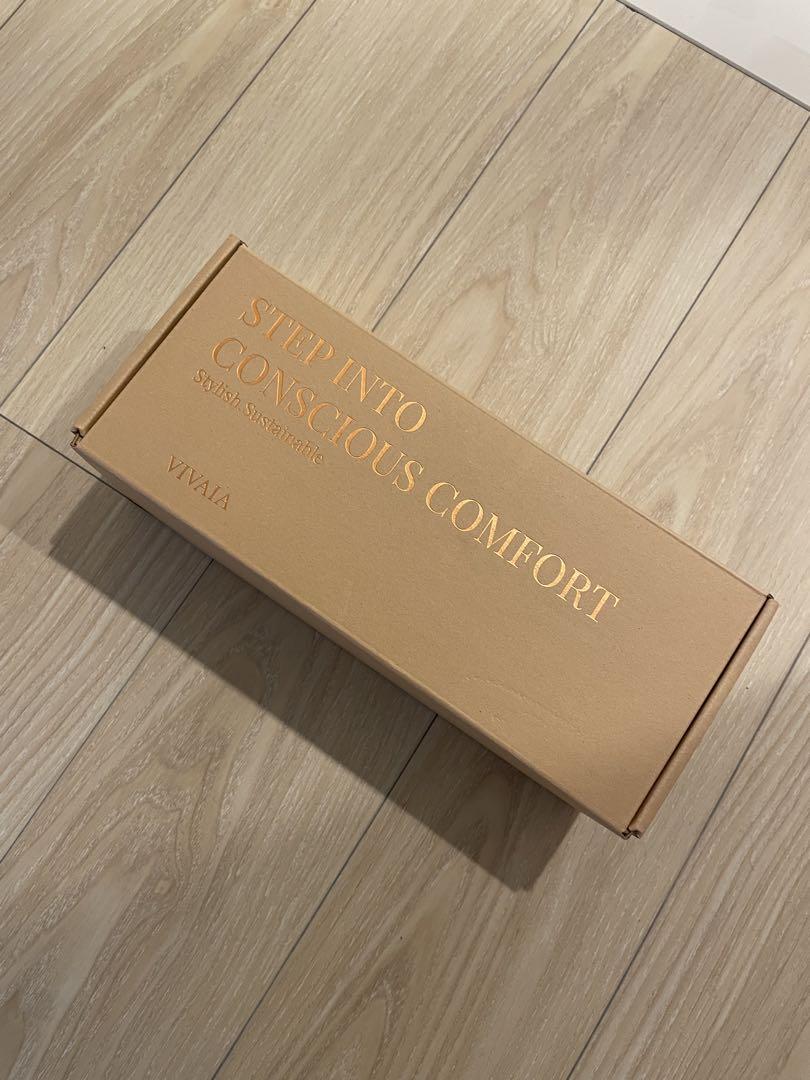 STEP INTO
CONSCIOUS COMFORT
Stylish.Sustainable
VIVAIA